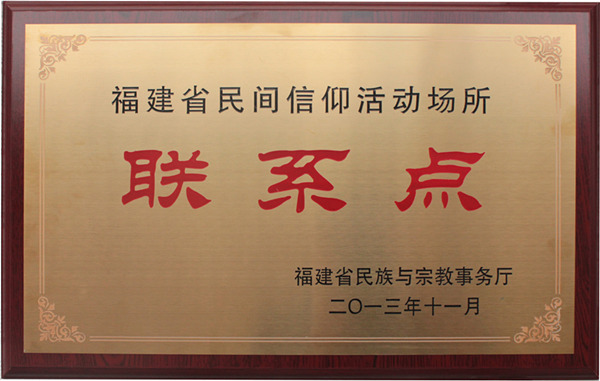 福建省民间信仰活动场所
联系点
福建省民族与宗教事务厅
二〇一三年十一月